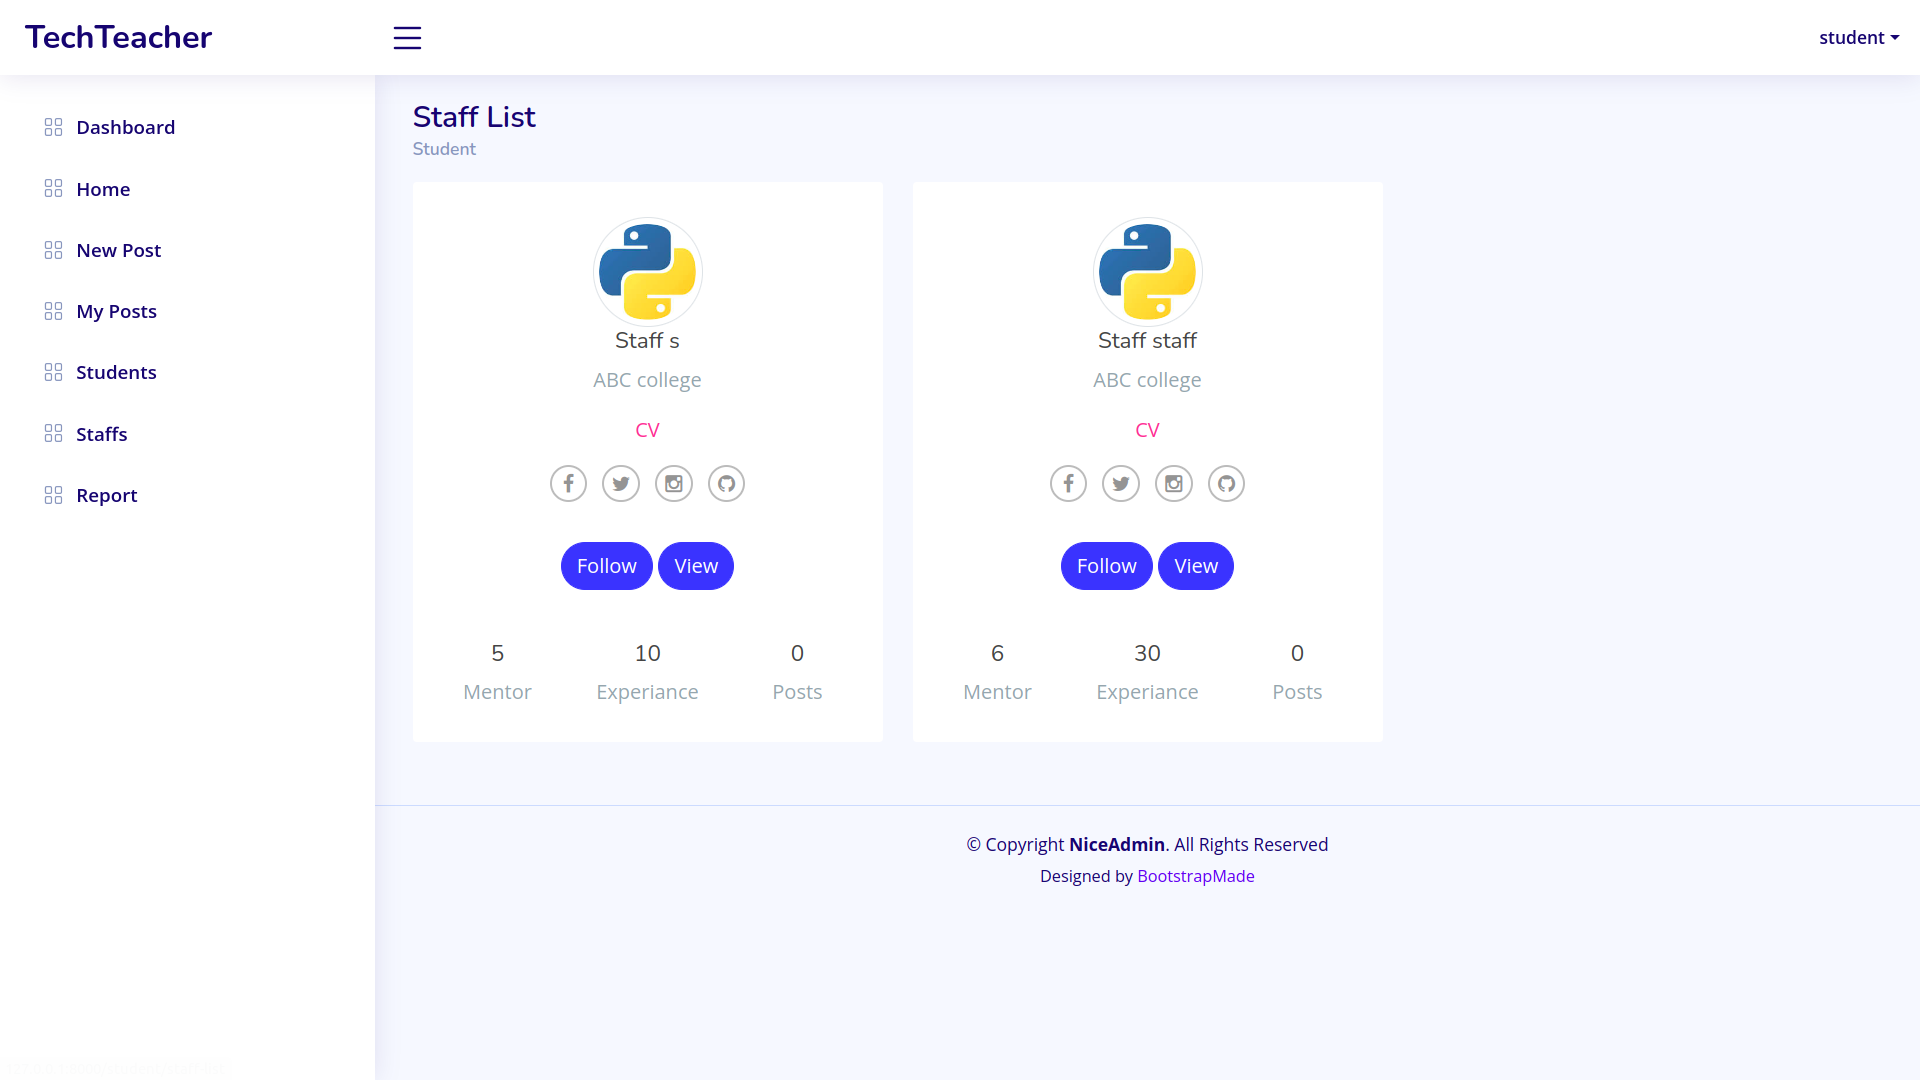 TechTeacher
student
Dashboard
Home
New Post
My Posts
Students
Staffs
Report
Staff List
Student
Staff s
ABC college
CV
Follow View
5 10 0
Mentor Experiance Posts
Staff staff
ABC college
CV
Follow View
6 30 0
Mentor Experiance Posts
© Copyright NiceAdmin. All Rights Reserved
Designed by BootstrapMade